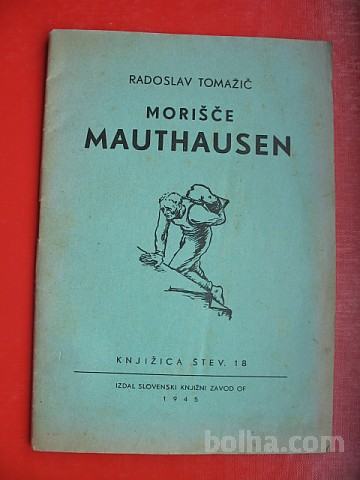 RADOSLAV TOMAŽIČ
MORIŠČE
MAUTHAUSEN
KNJIŽICA ŠTEV. 18
IZDAL SLOVENSKI KNJIŽNI ZAVOD OF
1945
bolha.com